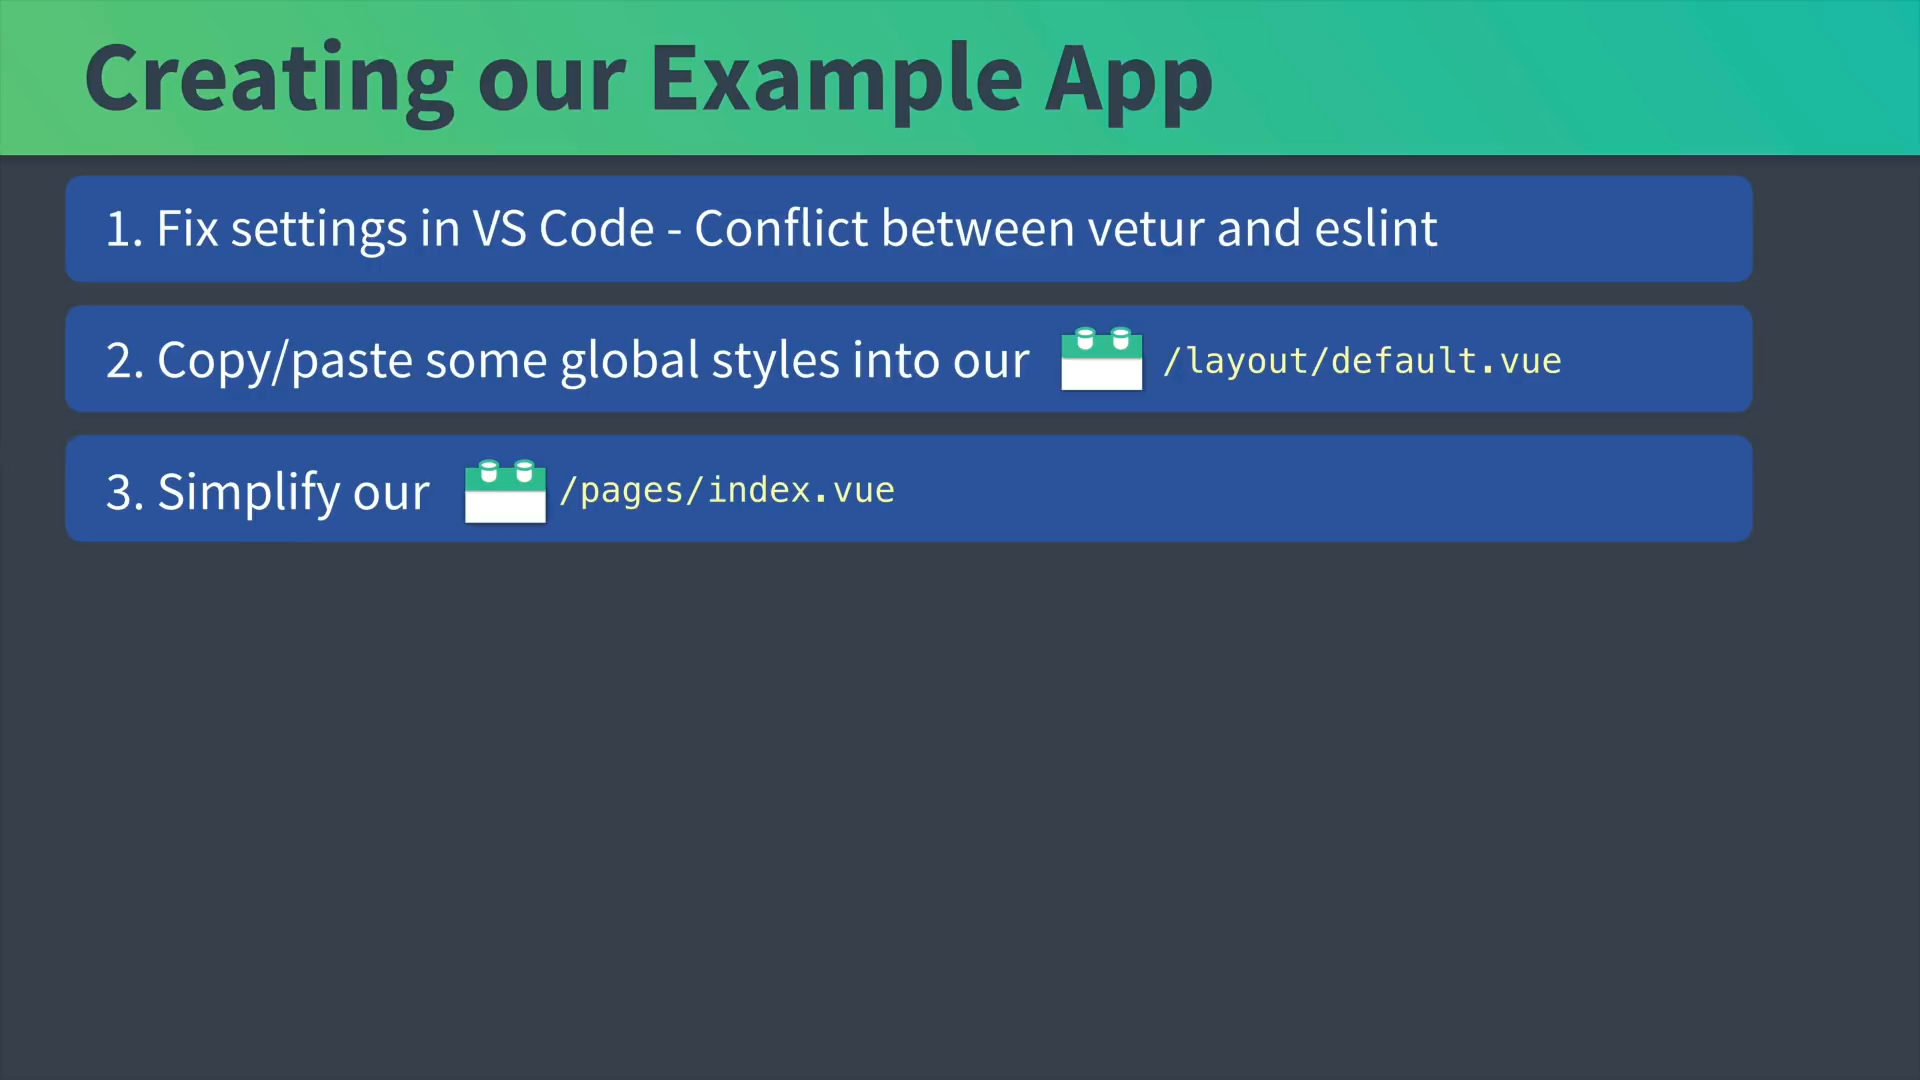 Creating our Example App
1. Fix settings in VS Code - Conflict between vetur and eslint
2. Copy/paste some global styles into our /layout/default.vue
3. Simplify our /pages/index.vue